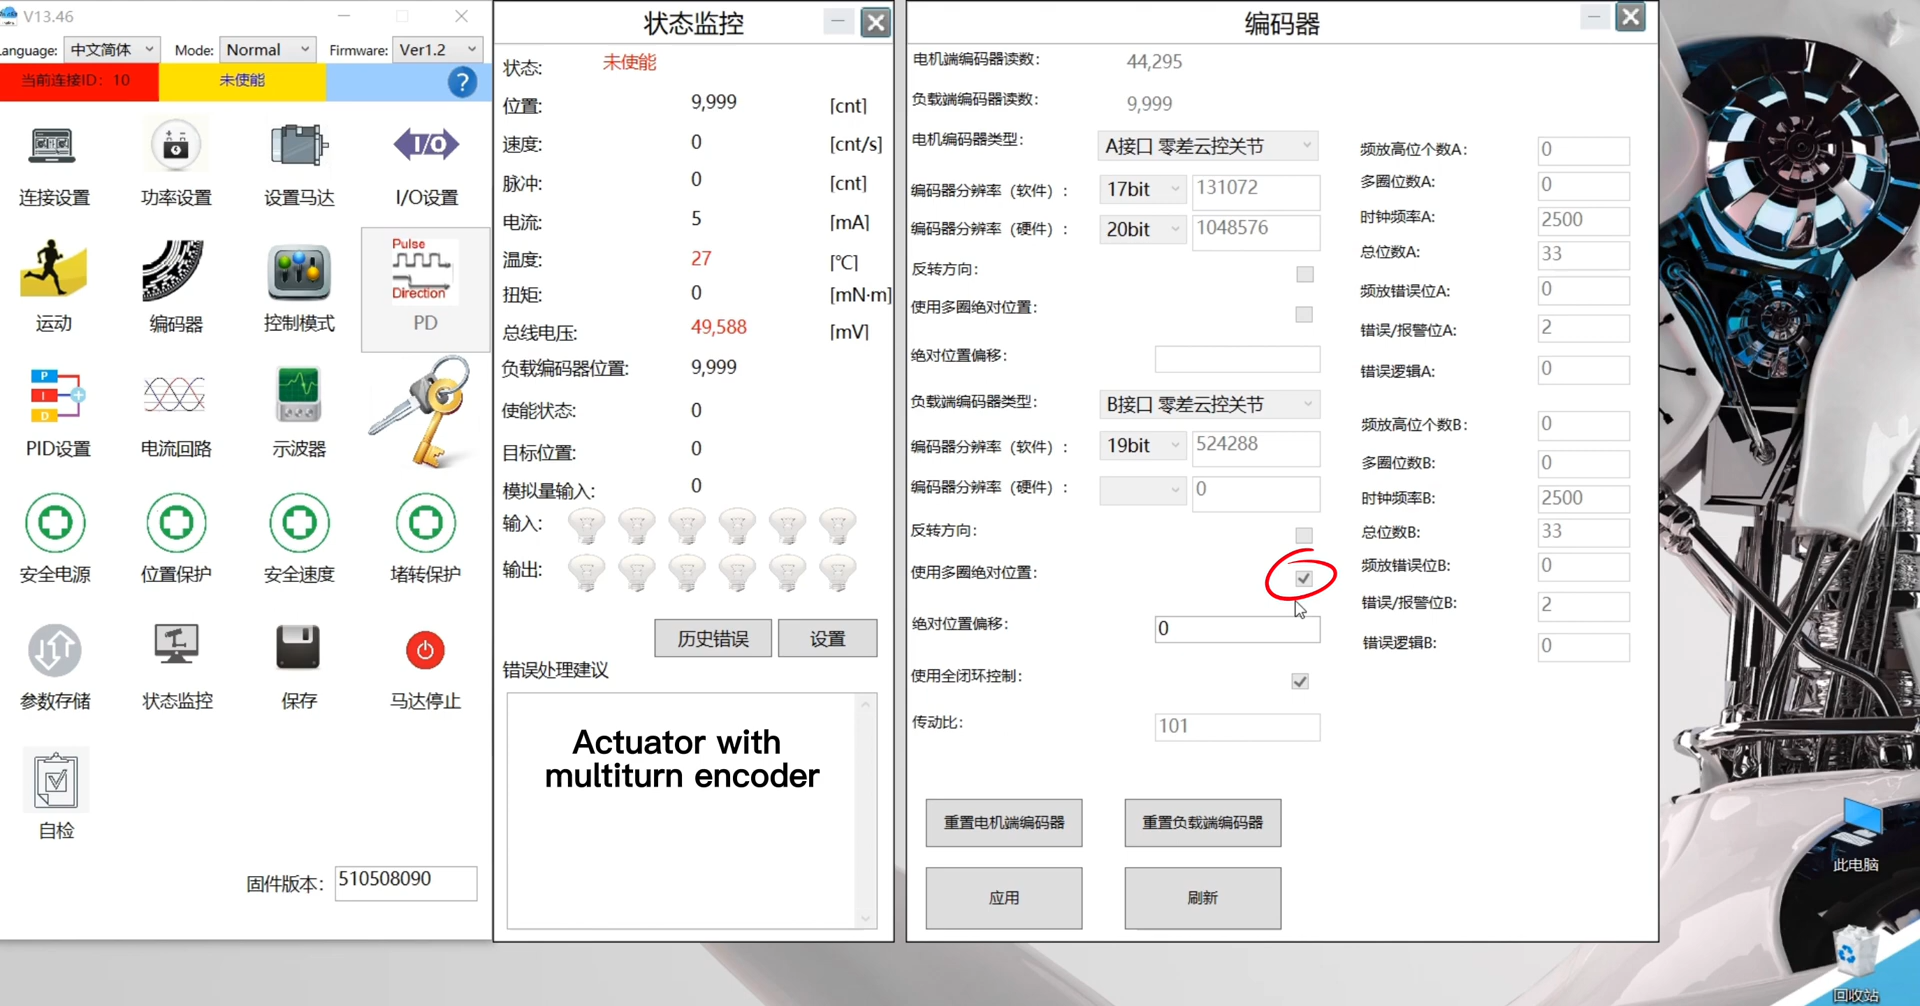 V13.46
anguage: 中文简体 Mode: Normal Firmware: Ver1.2
当前连接ID: 10 未使能 ?
连接设置 功率设置 设置马达 I/O设置
I/O
运动 编码器 控制模式 PD
Pulse
Direction
PID设置 电流回路 示波器
P
I
D
安全电源 位置保护 安全速度 堵转保护
参数存储 状态监控 保存 马达停止
自检
固件版本: 510508090
状态监控
状态: 未使能
位置: 9,999 [cnt]
速度: 0 [cnt/s]
脉冲: 0 [cnt]
电流: 5 [mA]
温度: 27 [℃]
扭矩: 0 [mN·m]
总线电压: 49,588 [mV]
负载编码器位置: 9,999
使能状态: 0
目标位置: 0
模拟量输入: 0
输入:
输出:
历史错误 设置
错误处理建议
Actuator with
multiturn encoder
编码器
电机端编码器读数: 44,295
负载端编码器读数: 9,999
电机编码器类型: A接口 零差云控关节
编码器分辨率（软件）: 17bit 131072
编码器分辨率（硬件）: 20bit 1048576
反转方向:
使用多圈绝对位置:
绝对位置偏移:
负载端编码器类型: B接口 零差云控关节
编码器分辨率（软件）: 19bit 524288
编码器分辨率（硬件）: 0
反转方向:
使用多圈绝对位置:
绝对位置偏移: 0
使用全闭环控制:
传动比: 101
重置电机端编码器 重置负载端编码器
应用 刷新
频放高位个数A: 0
多圈位数A: 0
时钟频率A: 2500
总位数A: 33
频放错误位A: 0
错误/报警位A: 2
错误逻辑A: 0
频放高位个数B: 0
多圈位数B: 0
时钟频率B: 2500
总位数B: 33
频放错误位B: 0
错误/报警位B: 2
错误逻辑B: 0
此电脑
回收站